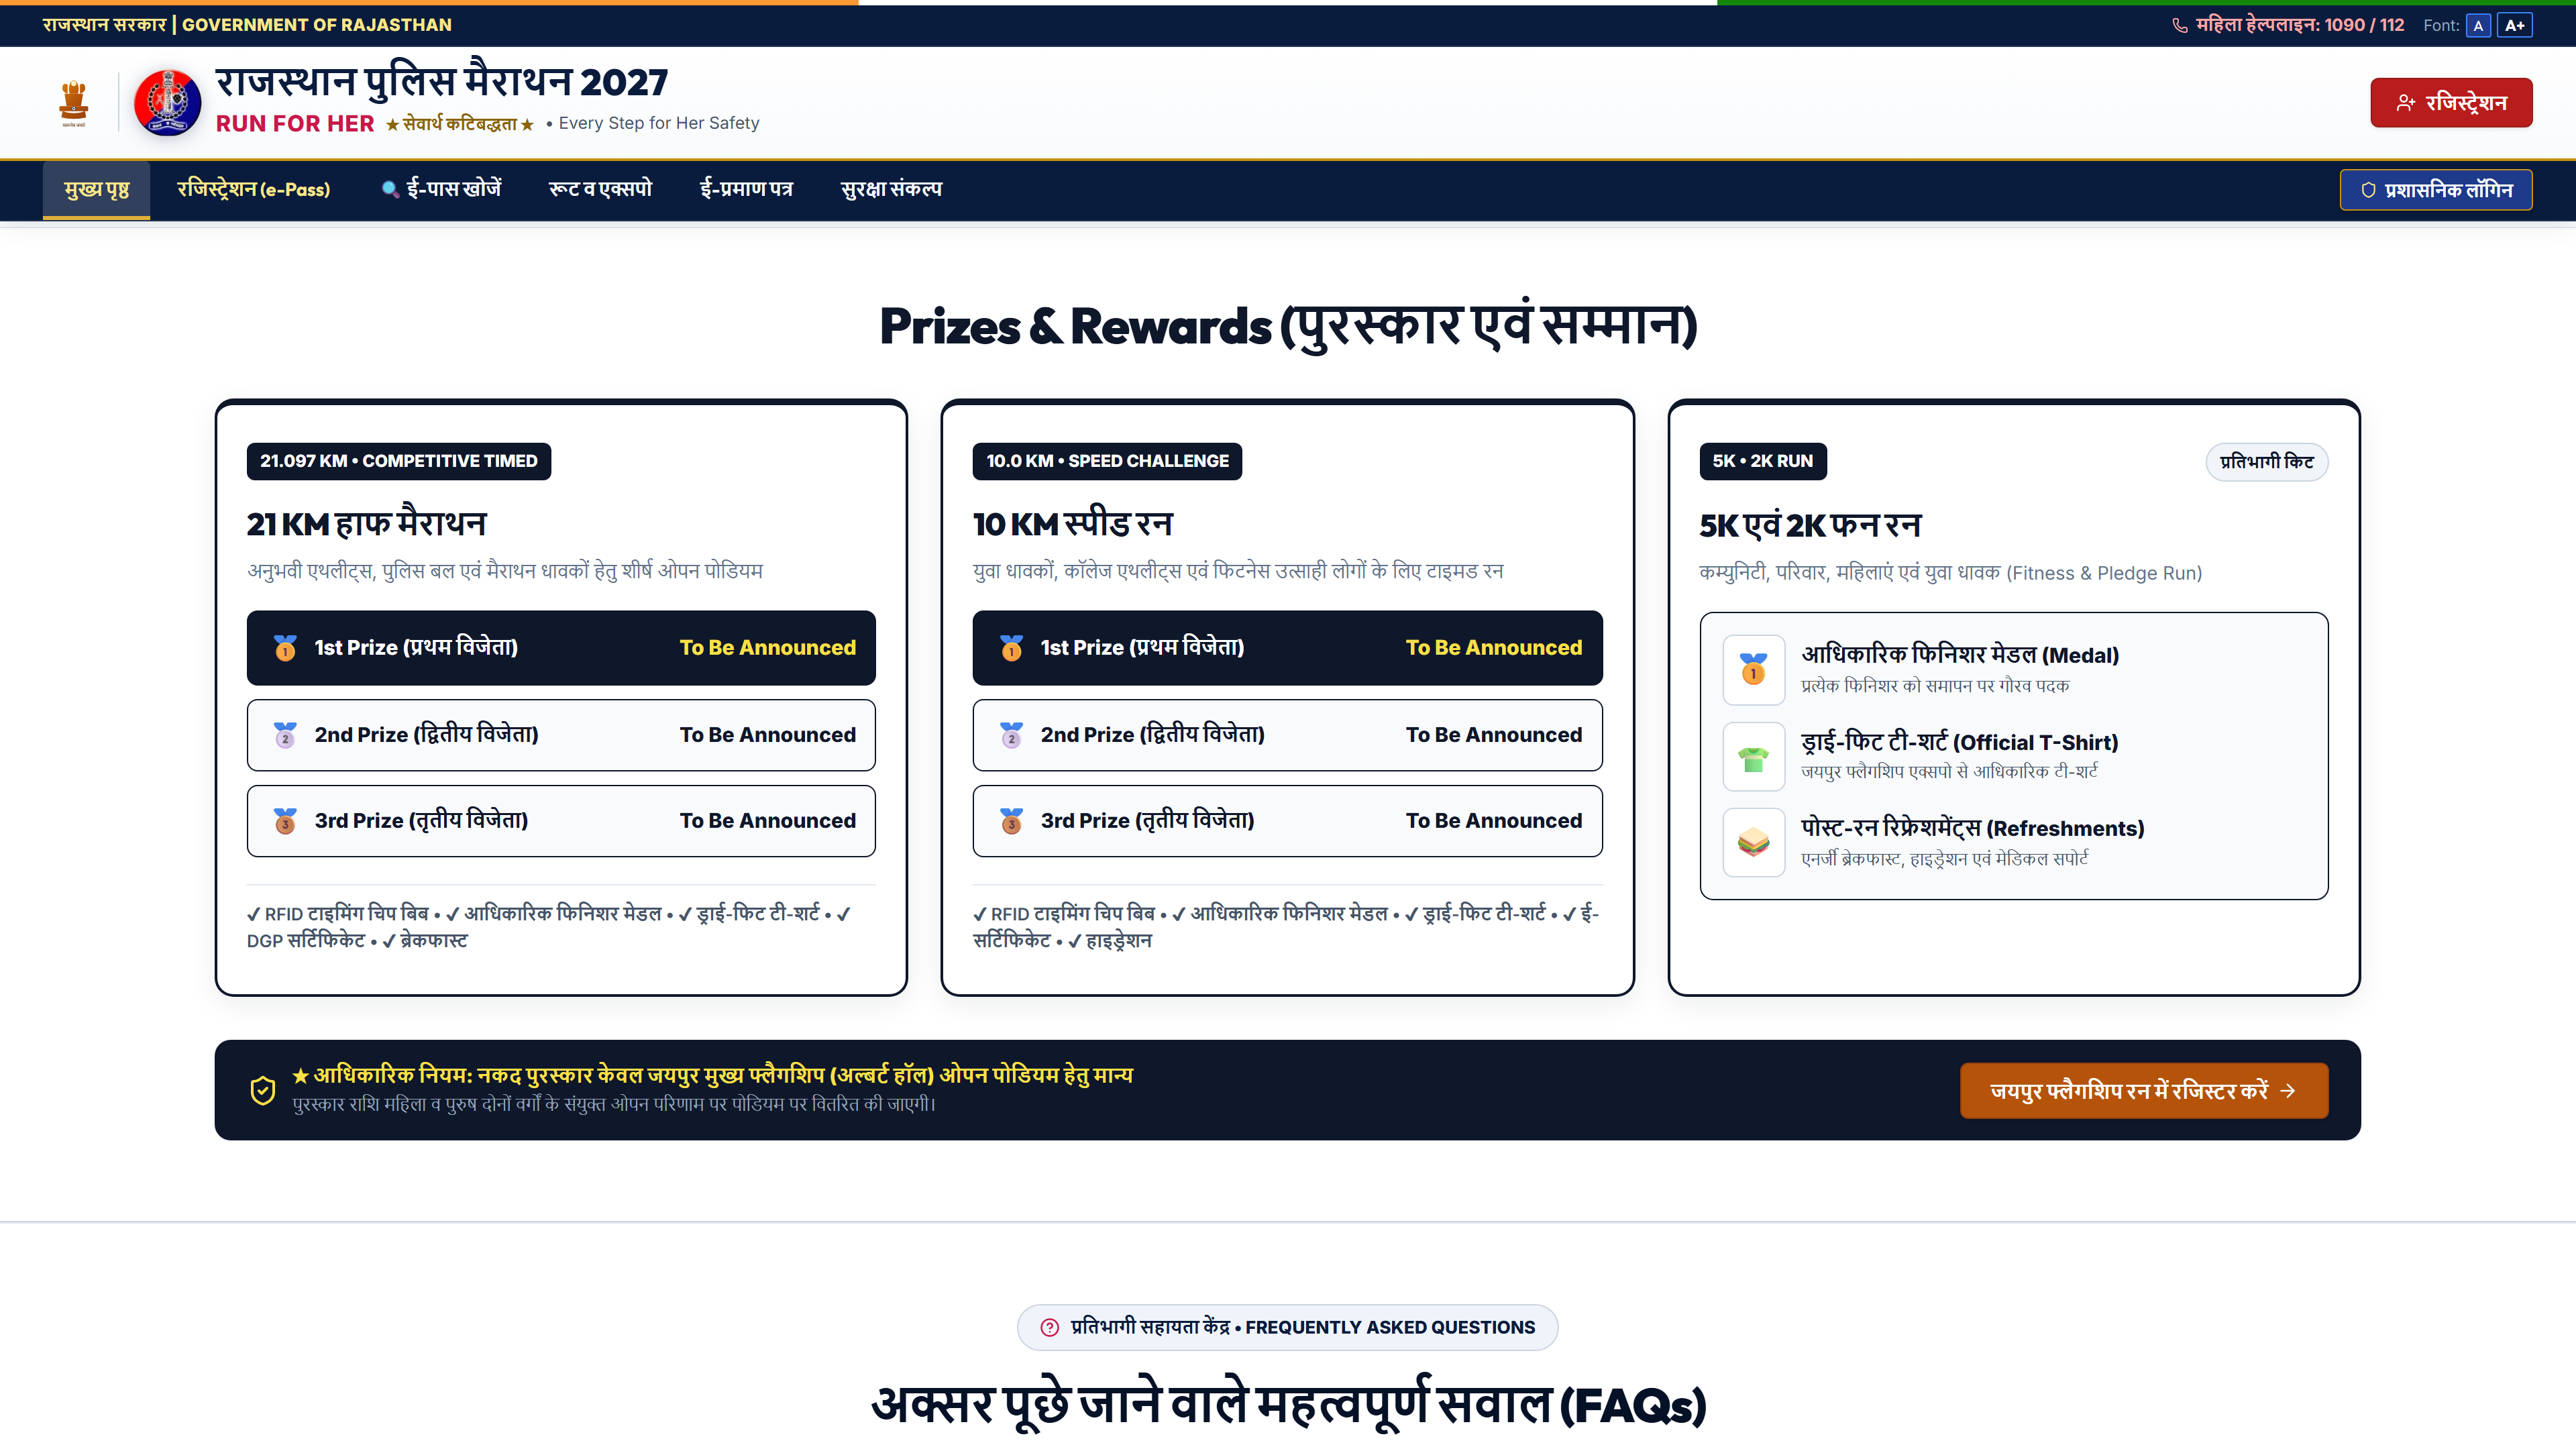 राजस्थान सरकार | GOVERNMENT OF RAJASTHAN
महिला हेल्पलाइन: 1090 / 112
Font: A A+
राजस्थान पुलिस मैराथन 2027
RUN FOR HER ★ सेवार्थ कटिबद्धता ★ • Every Step for Her Safety
रजिस्ट्रेशन
मुख्य पृष्ठ
रजिस्ट्रेशन (e-Pass)
ई-पास खोजें
रूट व एक्सपो
ई-प्रमाण पत्र
सुरक्षा संकल्प
प्रशासनिक लॉगिन
Prizes & Rewards (पुरस्कार एवं सम्मान)
21.097 KM • COMPETITIVE TIMED
21 KM हाफ मैराथन
अनुभवी एथलीट्स, पुलिस बल एवं मैराथन धावकों हेतु शीर्ष ओपन पोडियम
1st Prize (प्रथम विजेता) To Be Announced
2nd Prize (द्वितीय विजेता) To Be Announced
3rd Prize (तृतीय विजेता) To Be Announced
✓ RFID टाइमिंग चिप बिब • ✓ आधिकारिक फिनिशर मेडल • ✓ ड्राई-फिट टी-शर्ट • ✓
DGP सर्टिफिकेट • ✓ ब्रेकफास्ट
10.0 KM • SPEED CHALLENGE
10 KM स्पीड रन
युवा धावकों, कॉलेज एथलीट्स एवं फिटनेस उत्साही लोगों के लिए टाइमड रन
1st Prize (प्रथम विजेता) To Be Announced
2nd Prize (द्वितीय विजेता) To Be Announced
3rd Prize (तृतीय विजेता) To Be Announced
✓ RFID टाइमिंग चिप बिब • ✓ आधिकारिक फिनिशर मेडल • ✓ ड्राई-फिट टी-शर्ट • ✓ ई-
सर्टिफिकेट • ✓ हाइड्रेशन
5K • 2K RUN
प्रतिभागी किट
5K एवं 2K फन रन
कम्युनिटी, परिवार, महिलाएं एवं युवा धावक (Fitness & Pledge Run)
आधिकारिक फिनिशर मेडल (Medal)
प्रत्येक फिनिशर को समापन पर गौरव पदक
ड्राई-फिट टी-शर्ट (Official T-Shirt)
जयपुर फ्लैगशिप एक्सपो से आधिकारिक टी-शर्ट
पोस्ट-रन रिफ्रेशमेंट्स (Refreshments)
एनर्जी ब्रेकफास्ट, हाइड्रेशन एवं मेडिकल सपोर्ट
★ आधिकारिक नियम: नकद पुरस्कार केवल जयपुर मुख्य फ्लैगशिप (अल्बर्ट हॉल) ओपन पोडियम हेतु मान्य
पुरस्कार राशि महिला व पुरुष दोनों वर्गों के संयुक्त ओपन परिणाम पर पोडियम पर वितरित की जाएगी।
जयपुर फ्लैगशिप रन में रजिस्टर करें →
प्रतिभागी सहायता केंद्र • FREQUENTLY ASKED QUESTIONS
अक्सर पूछे जाने वाले महत्वपूर्ण सवाल (FAQs)